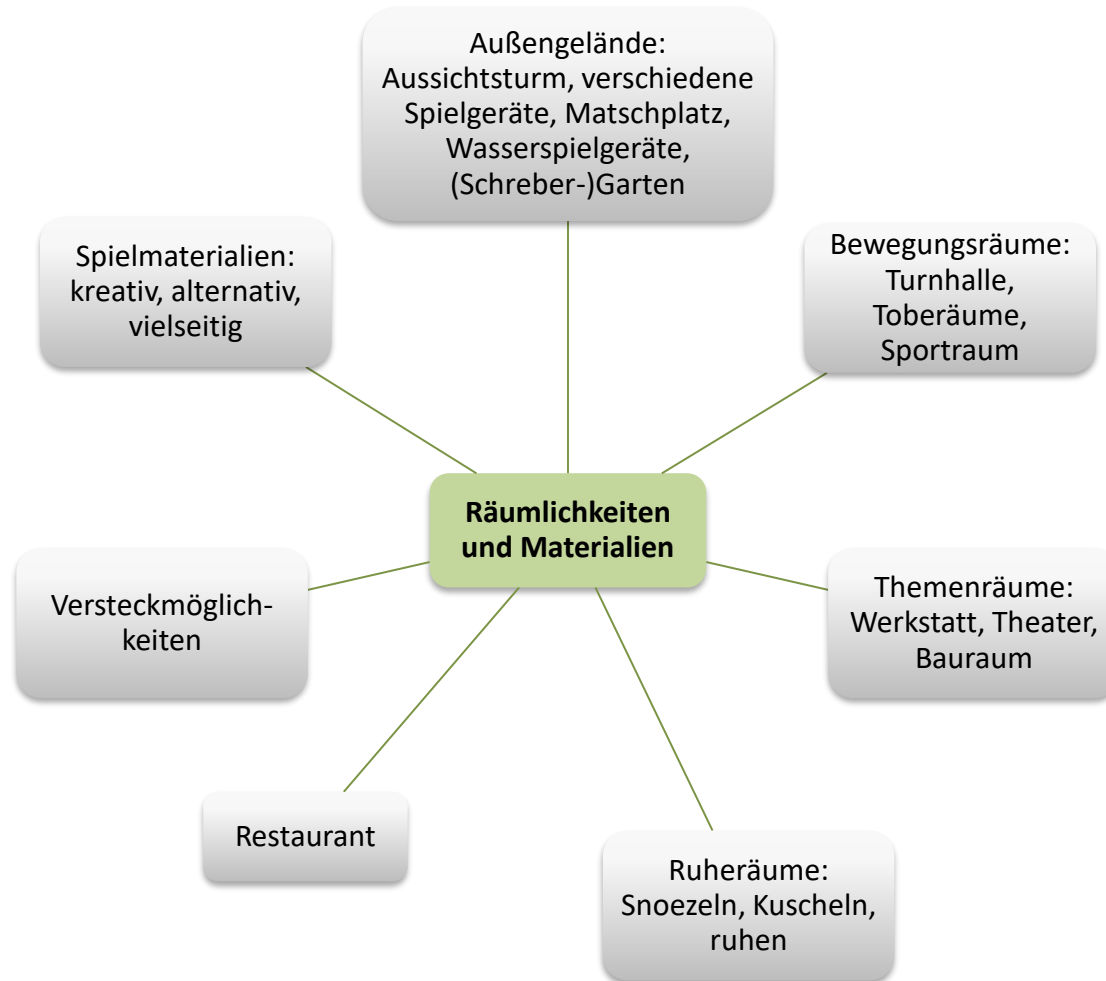 Außengelände:
Aussichtsturm, verschiedene
Spielgeräte, Matschplatz,
Wasserspielgeräte,
(Schreber-)Garten
Spielmaterialien:
kreativ, alternativ,
vielseitig
Bewegungsräume:
Turnhalle,
Toberäume,
Sportraum
Räumlichkeiten
und Materialien
Versteckmöglich-
keiten
Themenräume:
Werkstatt, Theater,
Bauraum
Restaurant
Ruheräume:
Snoezeln, Kuscheln,
ruhen